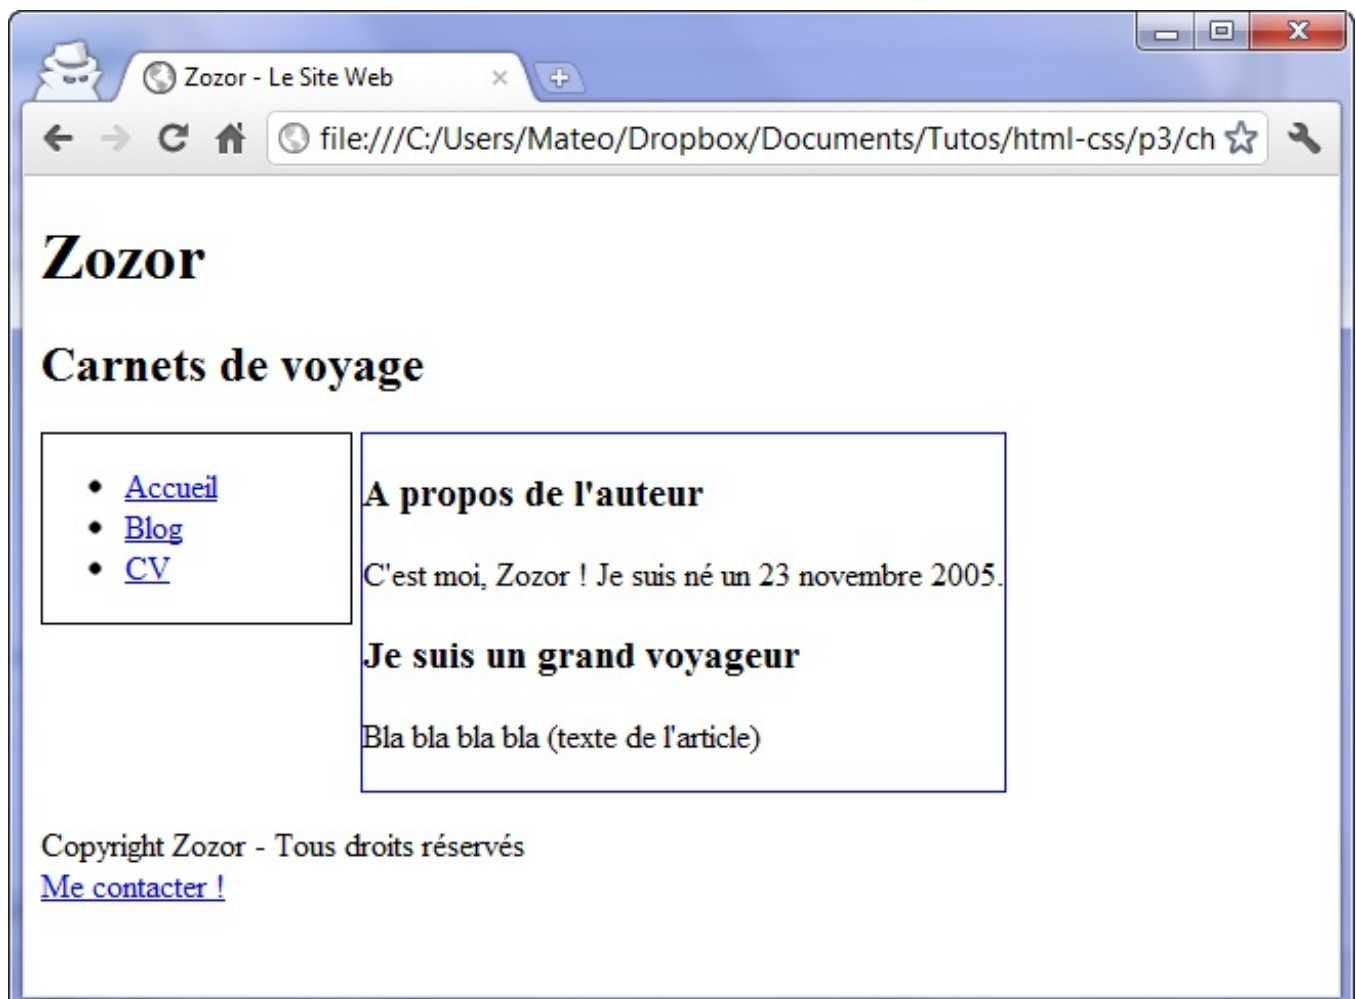 Zozor - Le Site Web
file:///C:/Users/Mateo/Dropbox/Documents/Tutos/html-css/p3/ch
Zozor
Carnets de voyage
Accueil
Blog
CV
A propos de l'auteur
C'est moi, Zozor ! Je suis né un 23 novembre 2005.
Je suis un grand voyageur
Bla bla bla bla (texte de l'article)
Copyright Zozor - Tous droits réservés
Me contacter !